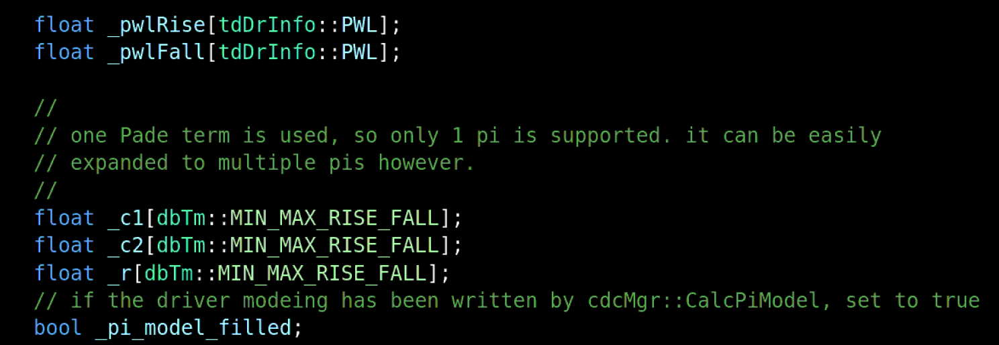 float _pwlRise[tdDrInfo::PWL];
float _pwlFall[tdDrInfo::PWL];
//
// one Pade term is used, so only 1 pi is supported. it can be easily
// expanded to multiple pis however.
//
float _c1[dbTm::MIN_MAX_RISE_FALL];
float _c2[dbTm::MIN_MAX_RISE_FALL];
float _r[dbTm::MIN_MAX_RISE_FALL];
// if the driver modeing has been written by cdcMgr::CalcPiModel, set to true
bool _pi_model_filled;